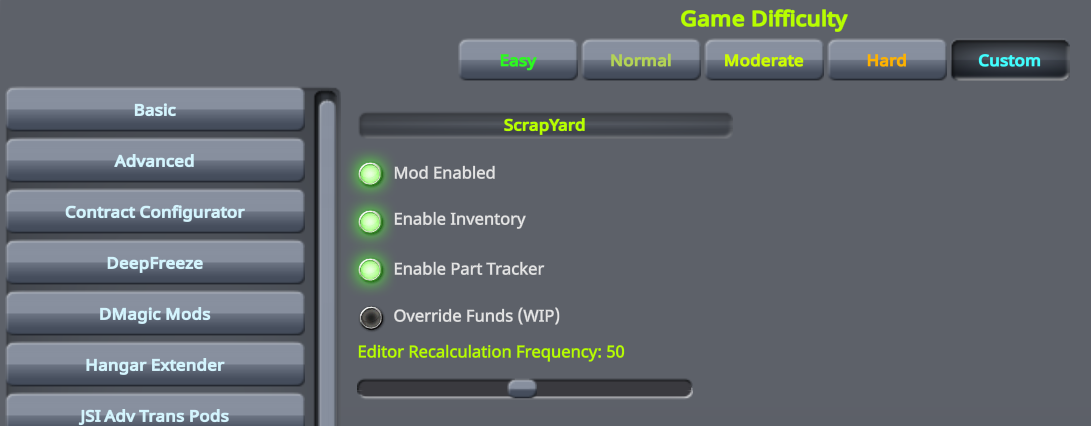 Game Difficulty
Easy
Normal
Moderate
Hard
Custom
Basic
Advanced
Contract Configurator
DeepFreeze
DMagic Mods
Hangar Extender
JSI Adv Trans Pods
ScrapYard
Mod Enabled
Enable Inventory
Enable Part Tracker
Override Funds (WIP)
Editor Recalculation Frequency: 50